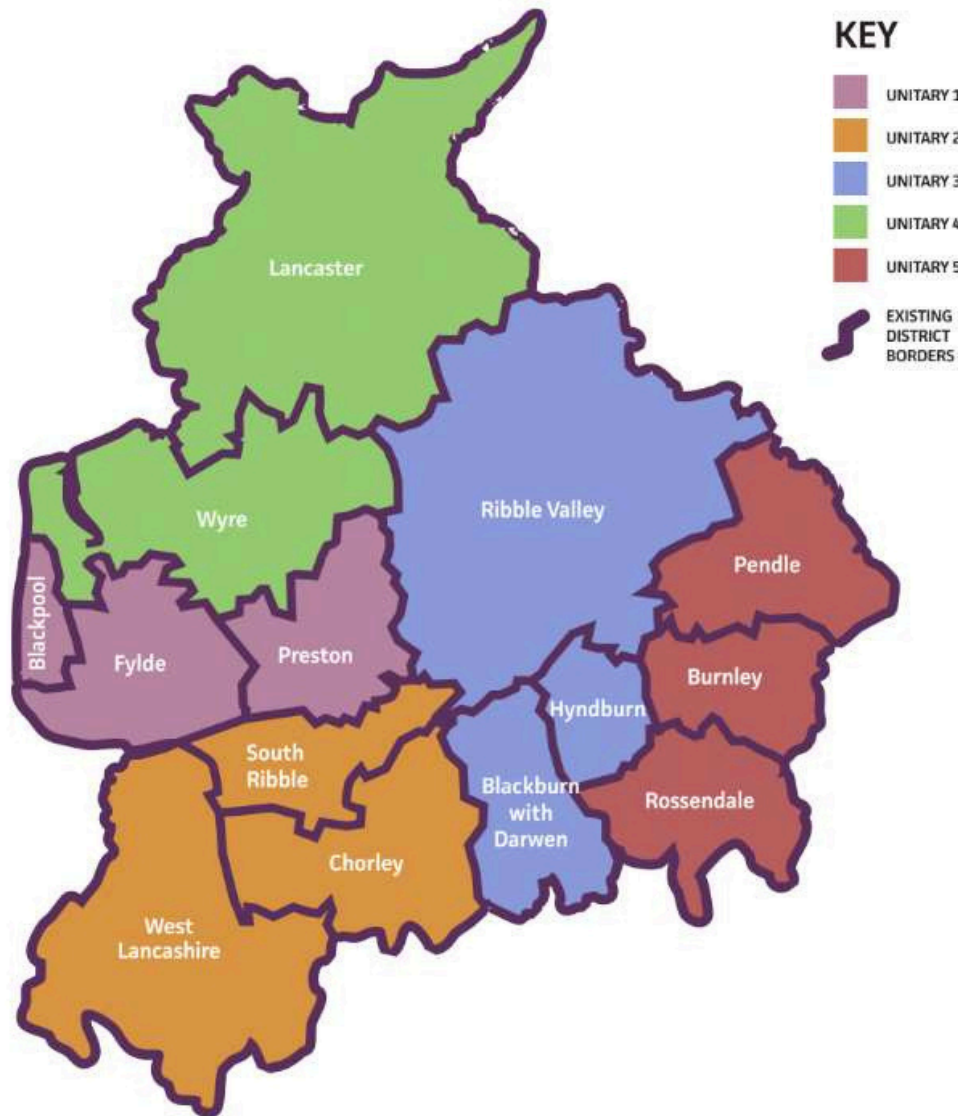 KEY
UNITARY 1
UNITARY 2
UNITARY 3
UNITARY 4
UNITARY 5
EXISTING
DISTRICT
BORDERS
Lancaster
Wyre
Ribble Valley
Pendle
Blackpool
Fylde
Preston
Burnley
Hyndburn
South
Ribble
Blackburn
with
Darwen
Rossendale
Chorley
West
Lancashire